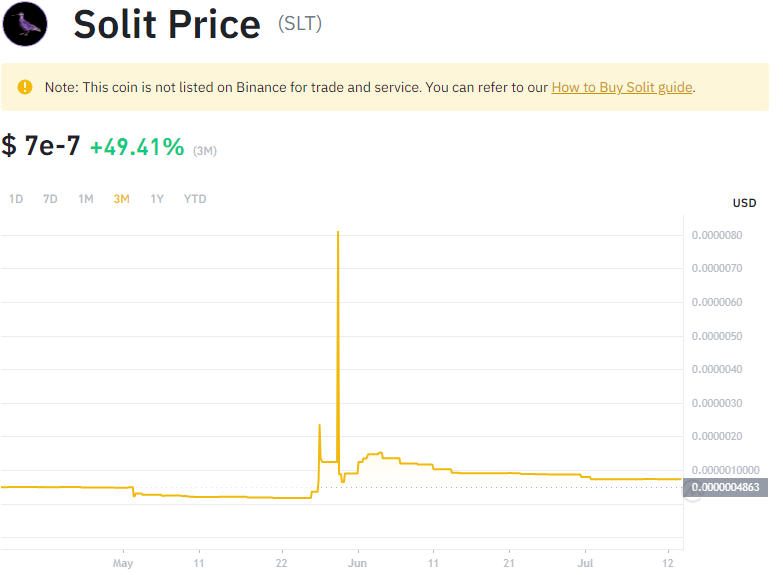 Solit Price (SLT)
Note: This coin is not listed on Binance for trade and service. You can refer to our How to Buy Solit guide.
$ 7e-7 +49.41% (3M)
1D 7D 1M 3M 1Y YTD
USD
0.0000080
0.0000070
0.0000060
0.0000050
0.0000040
0.0000030
0.0000020
0.0000010000
0.0000004863
May 11 22 Jun 11 21 Jul 12